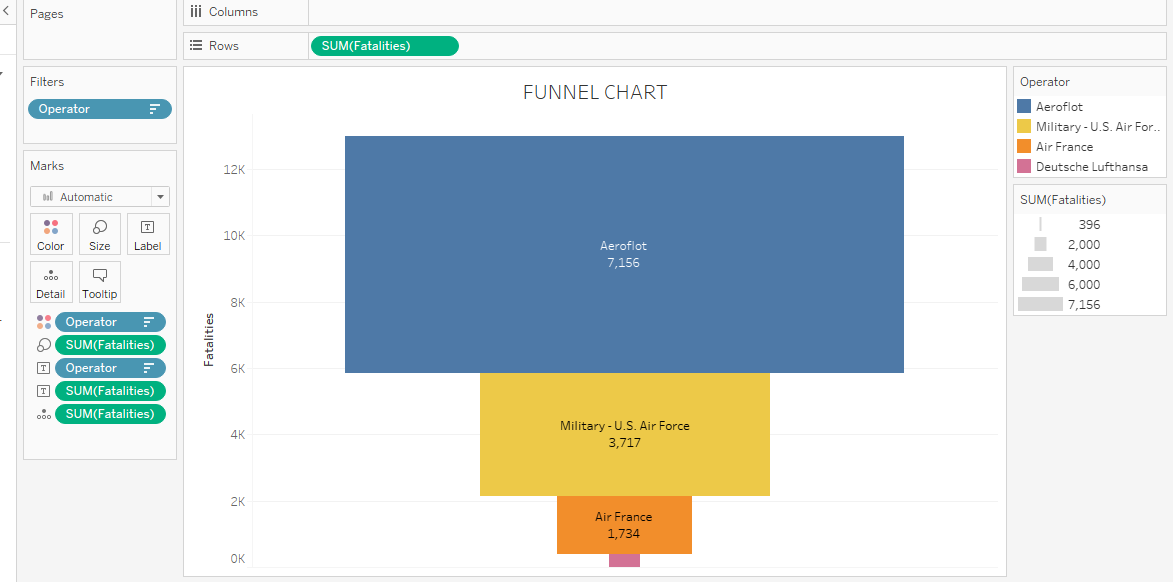 Pages
Columns
Rows
SUM(Fatalities)
Filters
Operator
Marks
Automatic
Color
Size
Label
Detail
Tooltip
Operator
SUM(Fatalities)
Operator
SUM(Fatalities)
SUM(Fatalities)
FUNNEL CHART
Fatalities
12K
10K
8K
6K
4K
2K
0K
Aeroflot
7,156
Military - U.S. Air Force
3,717
Air France
1,734
Operator
Aeroflot
Military - U.S. Air For..
Air France
Deutsche Lufthansa
SUM(Fatalities)
396
2,000
4,000
6,000
7,156